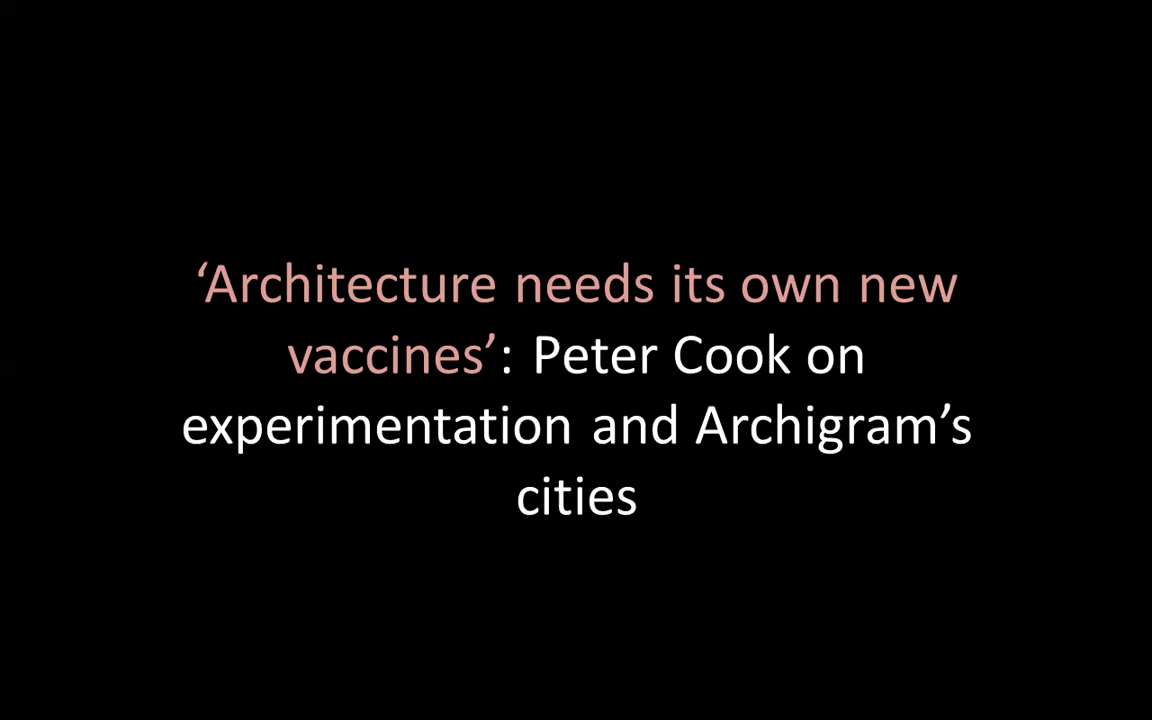 ‘Architecture needs its own new
vaccines’: Peter Cook on
experimentation and Archigram’s
cities